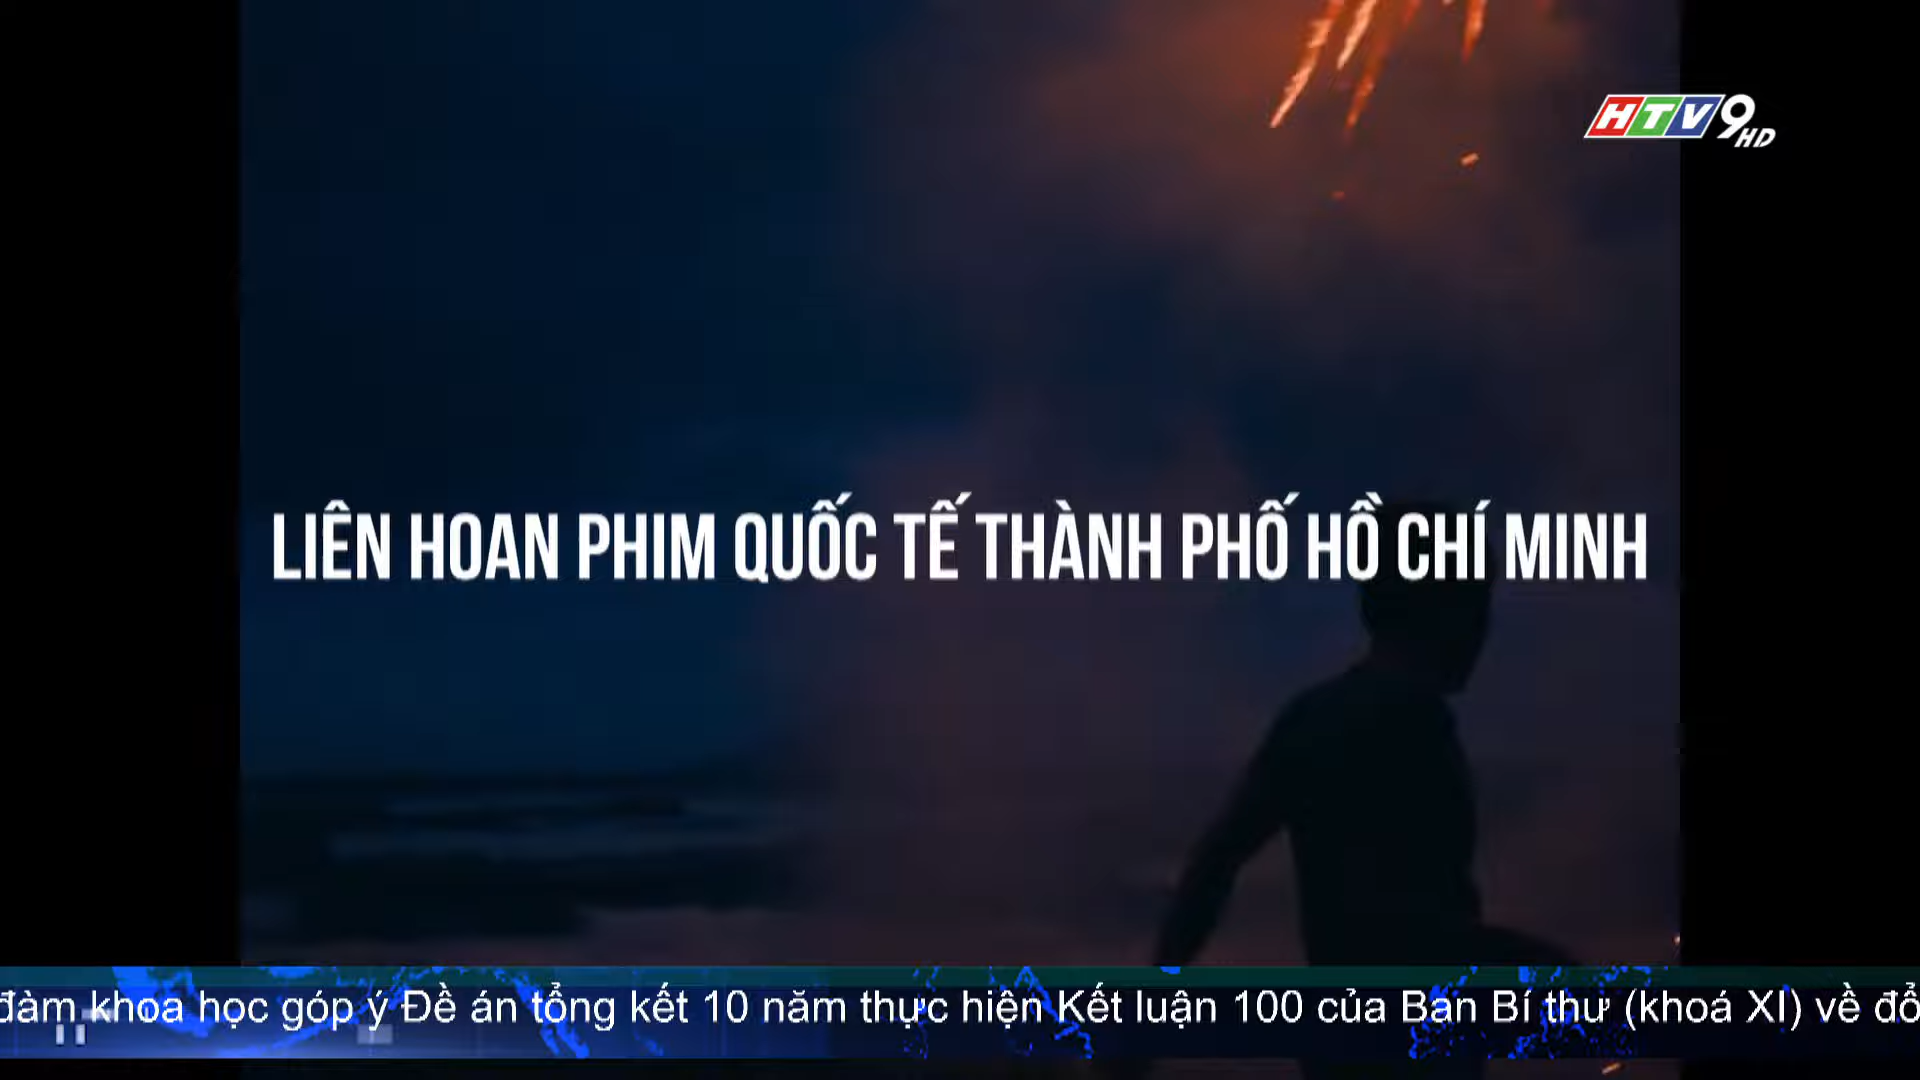 HTV9 HD
LIÊN HOAN PHIM QUỐC TẾ THÀNH PHỐ HỒ CHÍ MINH
đàm khoa học góp ý Đề án tổng kết 10 năm thực hiện Kết luận 100 của Ban Bí thư (khoá XI) về đổ